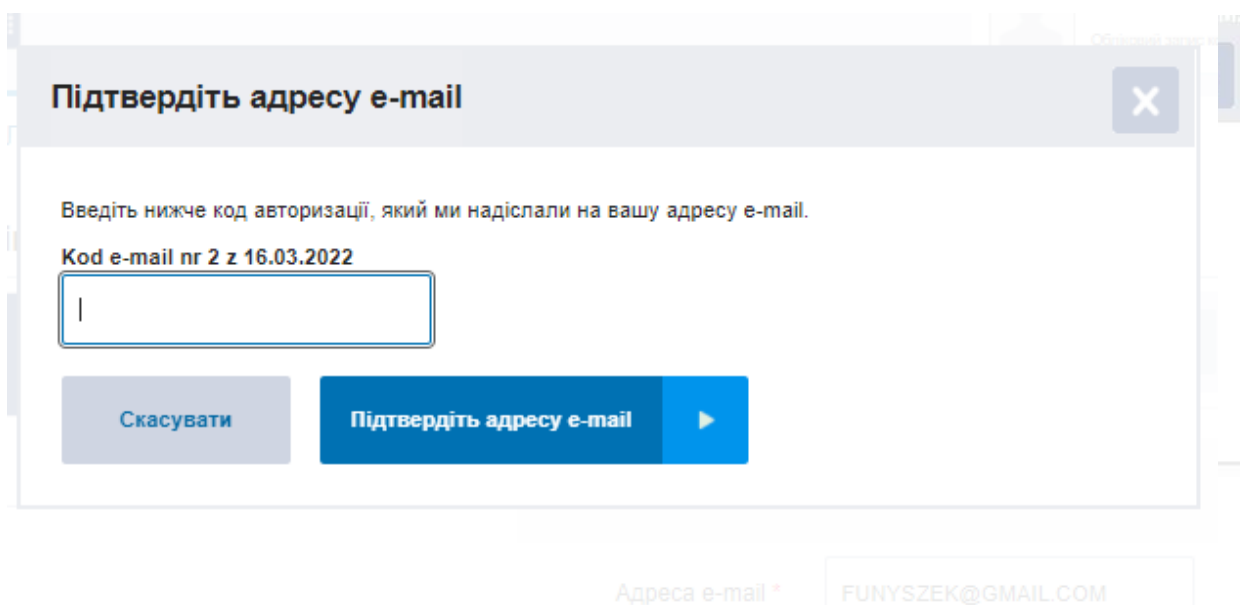 Підтвердіть адресу e-mail
Введіть нижче код авторизації, який ми надіслали на вашу адресу e-mail.
Kod e-mail nr 2 z 16.03.2022
Скасувати
Підтвердіть адресу e-mail
Адреса e-mail *
FUNYSZEK@GMAIL.COM